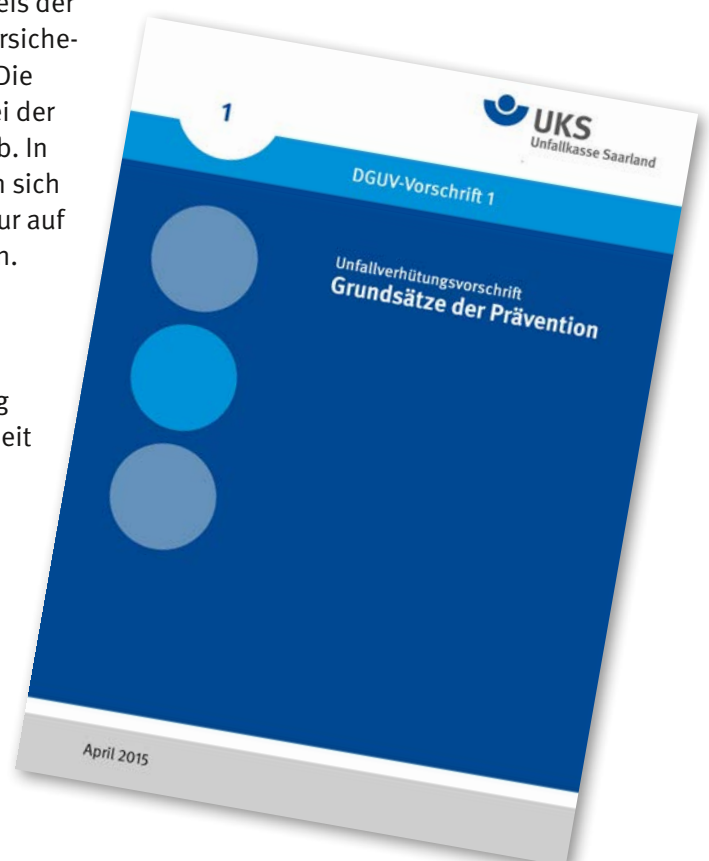 eis der
rsiche-
Die
ei der
b. In
n sich
ur auf
n.
g
eit
1
UKS
Unfallkasse Saarland
DGUV-Vorschrift 1
Unfallverhütungsvorschrift
Grundsätze der Prävention
April 2015